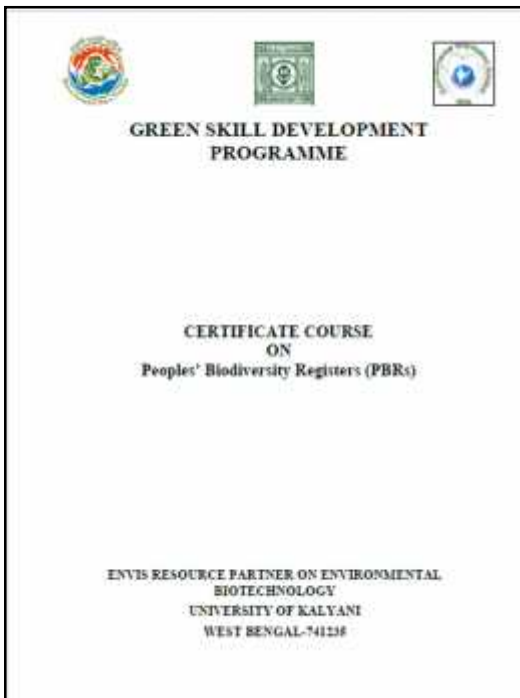 GREEN SKILL DEVELOPMENT
PROGRAMME
CERTIFICATE COURSE
ON
Peoples' Biodiversity Registers (PBRs)
ENVIS RESOURCE PARTNER ON ENVIRONMENTAL
BIOTECHNOLOGY
UNIVERSITY OF KALYANI
WEST BENGAL-741235